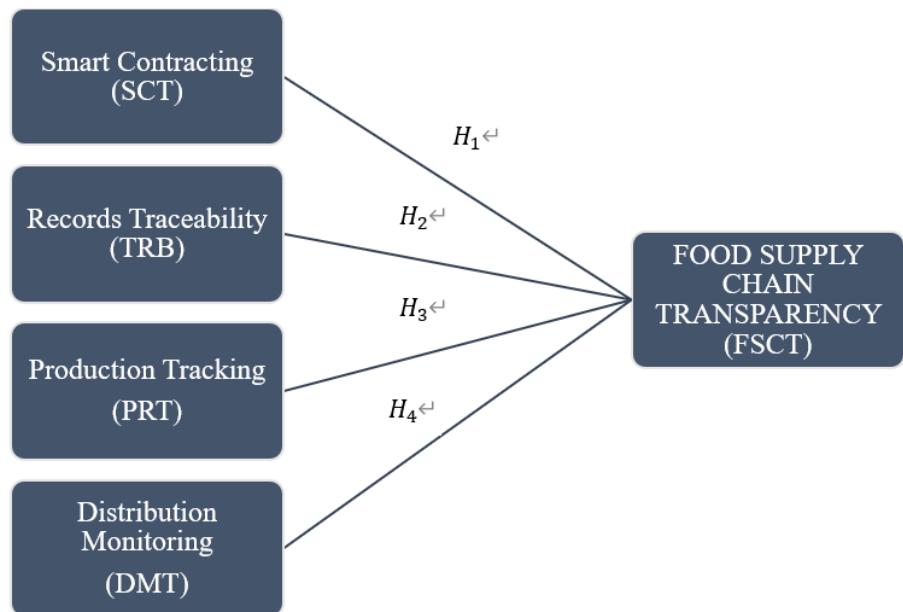 Smart Contracting
(SCT)
H₁↵
Records Traceability
(TRB)
H₂↵
FOOD SUPPLY
CHAIN
TRANSPARENCY
(FSCT)
H₃↵
Production Tracking
(PRT)
H₄↵
Distribution
Monitoring
(DMT)